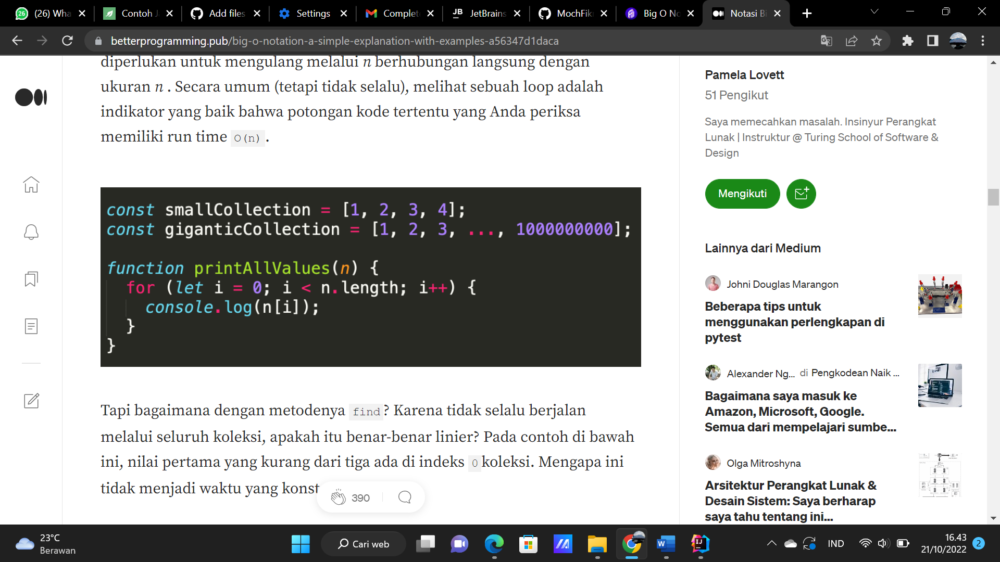 (26) Wha
Contoh J
Add files
Settings
Complet
JetBrains
MochFik
Big O No
Notasi Bi
betterprogramming.pub/big-o-notation-a-simple-explanation-with-examples-a56347d1daca
diperlukan untuk mengulang melalui n berhubungan langsung dengan
ukuran n . Secara umum (tetapi tidak selalu), melihat sebuah loop adalah
indikator yang baik bahwa potongan kode tertentu yang Anda periksa
memiliki run time O(n) .
const smallCollection = [1, 2, 3, 4];
const giganticCollection = [1, 2, 3, ..., 1000000000];
function printAllValues(n) {
for (let i = 0; i < n.length; i++) {
console.log(n[i]);
}
}
Tapi bagaimana dengan metodenya find? Karena tidak selalu berjalan
melalui seluruh koleksi, apakah itu benar-benar linier? Pada contoh di bawah
ini, nilai pertama yang kurang dari tiga ada di indeks 0 koleksi. Mengapa ini
tidak menjadi waktu yang konst
390
Pamela Lovett
51 Pengikut
Saya memecahkan masalah. Insinyur Perangkat
Lunak | Instruktur @ Turing School of Software &
Design
Mengikuti
Lainnya dari Medium
Johni Douglas Marangon
Beberapa tips untuk
menggunakan perlengkapan di
pytest
Alexander Ng... di Pengkodean Naik ...
Bagaimana saya masuk ke
Amazon, Microsoft, Google.
Semua dari mempelajari sumbe...
Olga Mitroshyna
Arsitektur Perangkat Lunak &
Desain Sistem: Saya berharap
saya tahu tentang ini...
23°C
Berawan
Cari web
IND
16.43
21/10/2022
2